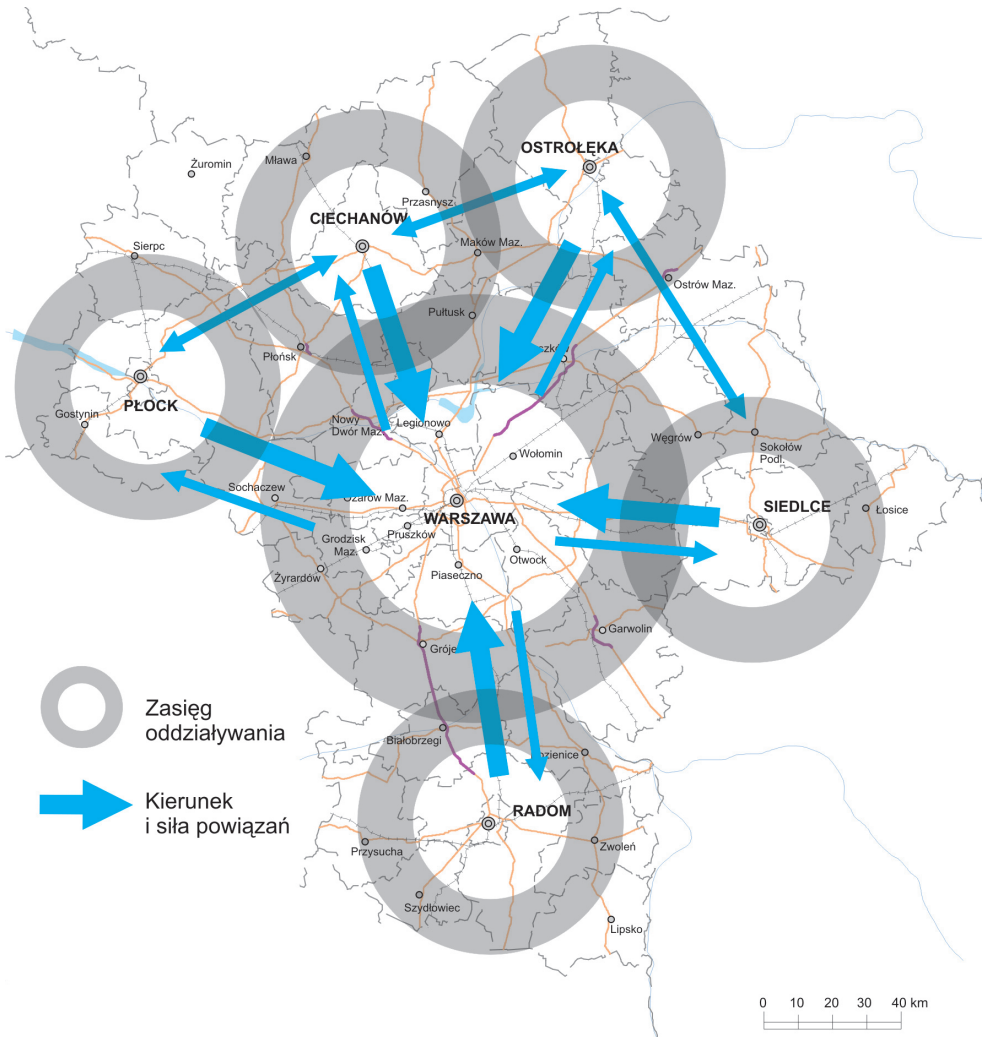 OSTROŁĘKA
Żuromin
Mława
Przasnysz
CIECHANÓW
Sierpc
Maków Maz.
Ostrów Maz.
Pułtusk
Płońsk
PŁOCK
Gostynin
Nowy
Dwór Maz.
Legionowo
Węgrów
Sokołów
Podl.
Wołomin
Sochaczew
Ożarów Maz.
WARSZAWA
SIEDLCE
Łosice
Pruszków
Grodzisk
Maz.
Otwock
Żyrardów
Piaseczno
Garwolin
Zasięg
oddziaływania
Białobrzegi
Kierunek
i siła powiązań
RADOM
Przysucha
Zwoleń
Szydłowiec
Lipsko
0 10 20 30 40 km